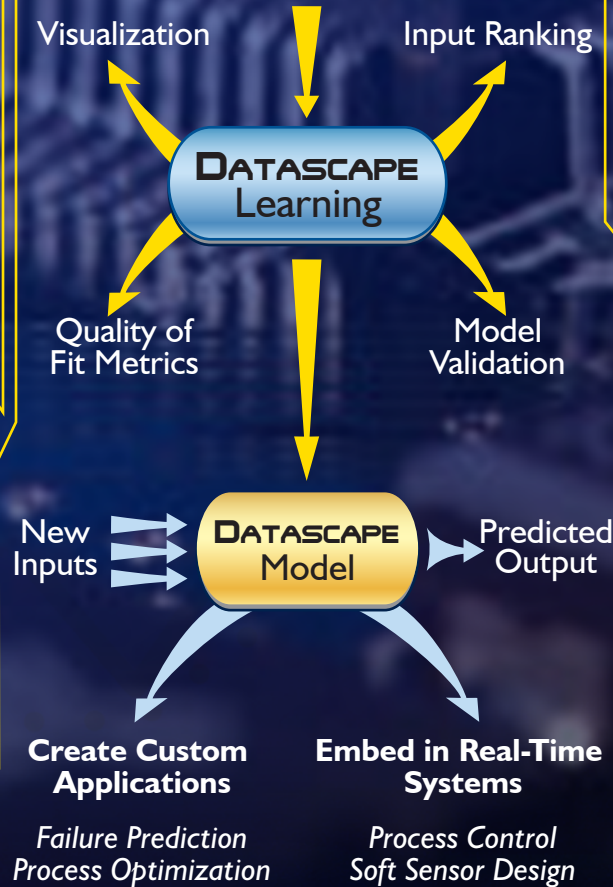 Visualization
Input Ranking
DATASCAPE
Learning
Quality of
Fit Metrics
Model
Validation
New
Inputs
DATASCAPE
Model
Predicted
Output
Create Custom
Applications
Embed in Real-Time
Systems
Failure Prediction
Process Optimization
Process Control
Soft Sensor Design